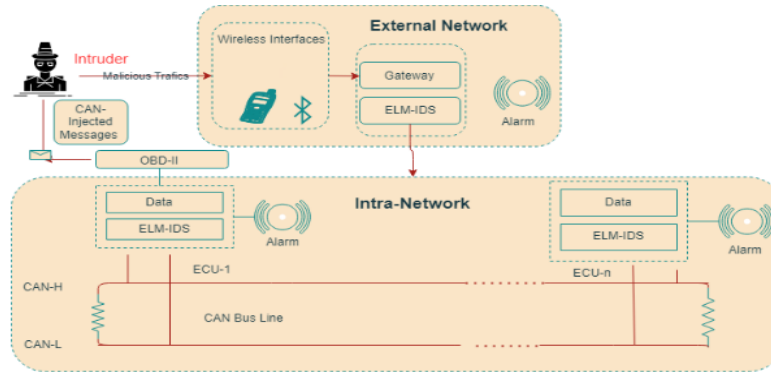 External Network
Wireless Interfaces
Intruder
Malicious Trafics
Gateway
ELM-IDS
Alarm
CAN-
Injected
Messages
OBD-II
Intra-Network
Data
ELM-IDS
Alarm
Data
ELM-IDS
Alarm
ECU-1
ECU-n
CAN-H
CAN Bus Line
CAN-L